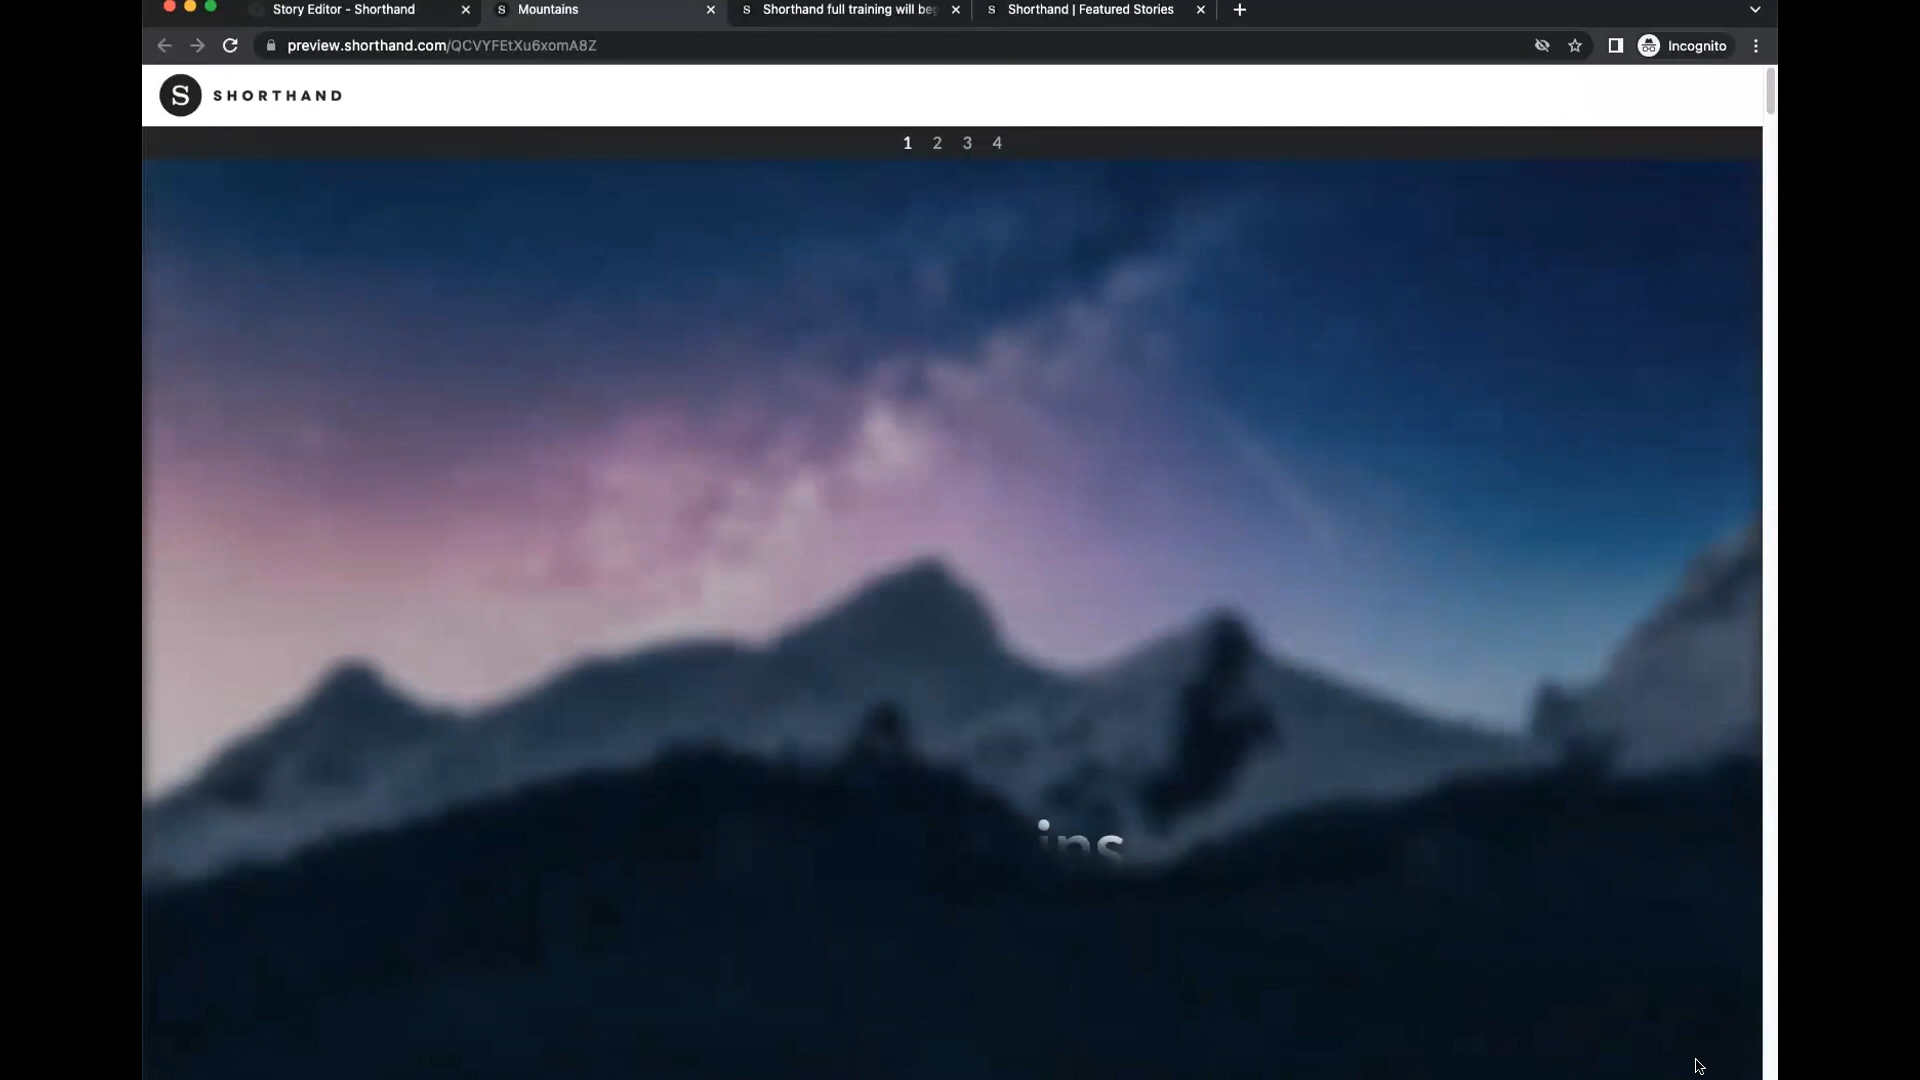 Story Editor - Shorthand
Mountains
Shorthand full training will be
Shorthand | Featured Stories
preview.shorthand.com/QCVYFEtXu6xomA8Z
Incognito
S SHORTHAND
1 2 3 4
ins